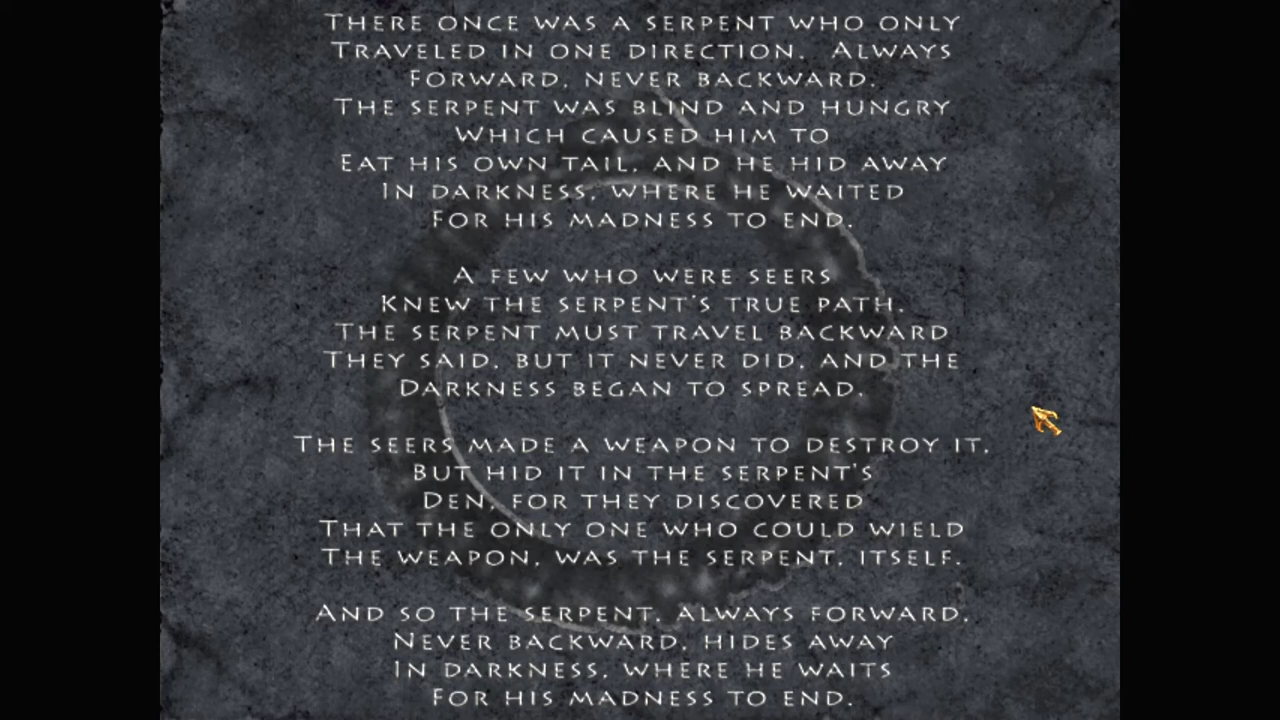 THERE ONCE WAS A SERPENT WHO ONLY
TRAVELED IN ONE DIRECTION.  ALWAYS
FORWARD, NEVER BACKWARD.
THE SERPENT WAS BLIND AND HUNGRY
WHICH CAUSED HIM TO
EAT HIS OWN TAIL, AND HE HID AWAY
IN DARKNESS, WHERE HE WAITED
FOR HIS MADNESS TO END.
A FEW WHO WERE SEERS
KNEW THE SERPENT'S TRUE PATH.
THE SERPENT MUST TRAVEL BACKWARD
THEY SAID, BUT IT NEVER DID, AND THE
DARKNESS BEGAN TO SPREAD.
THE SEERS MADE A WEAPON TO DESTROY IT,
BUT HID IT IN THE SERPENT'S
DEN, FOR THEY DISCOVERED
THAT THE ONLY ONE WHO COULD WIELD
THE WEAPON, WAS THE SERPENT, ITSELF.
AND SO THE SERPENT, ALWAYS FORWARD,
NEVER BACKWARD, HIDES AWAY
IN DARKNESS, WHERE HE WAITS
FOR HIS MADNESS TO END.